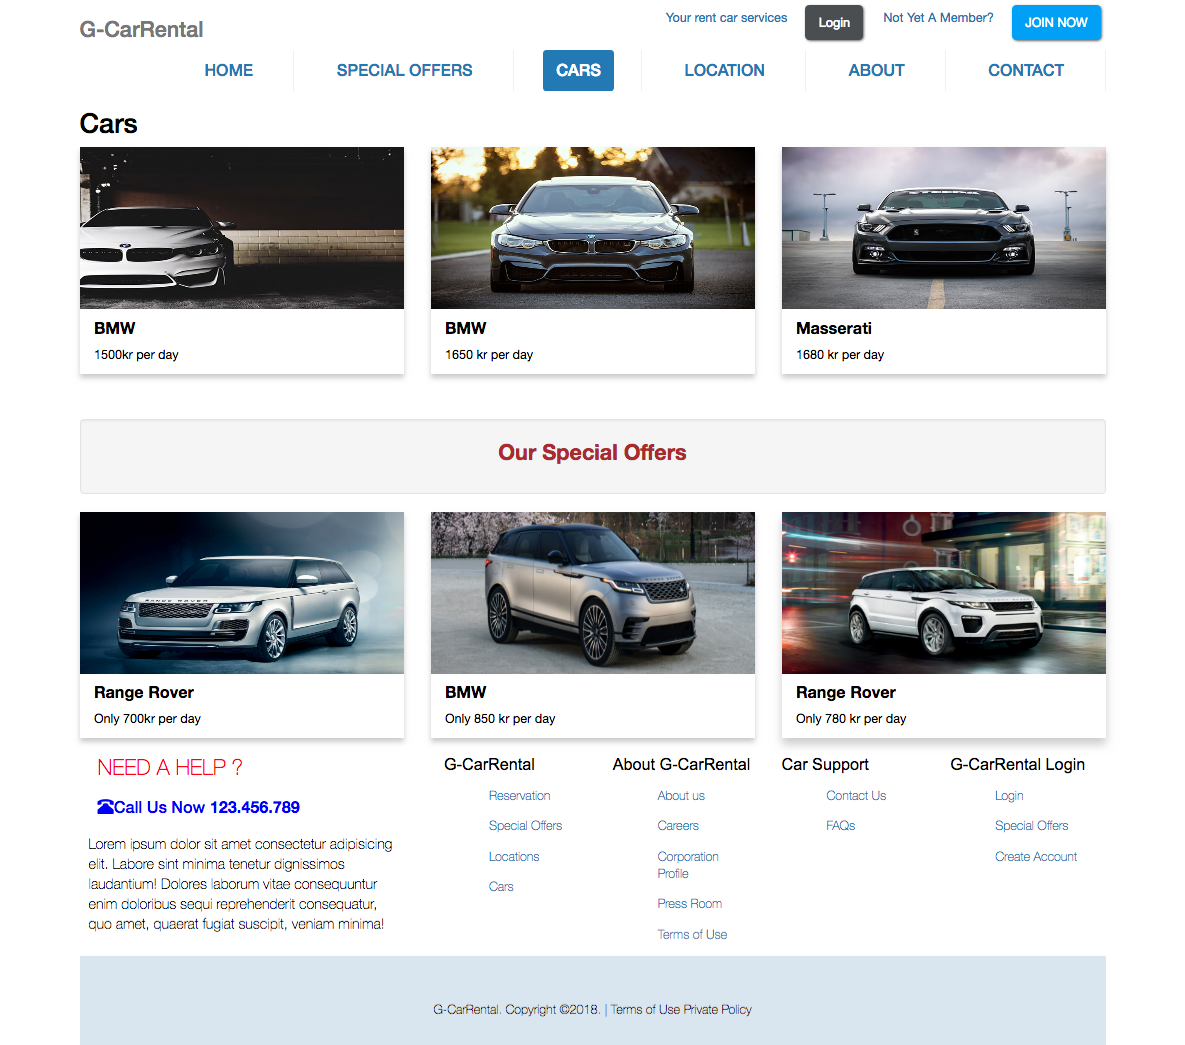 G-CarRental
Your rent car services
Login
Not Yet A Member?
JOIN NOW
HOME
SPECIAL OFFERS
CARS
LOCATION
ABOUT
CONTACT
Cars
BMW
1500kr per day
BMW
1650 kr per day
Masserati
1680 kr per day
Our Special Offers
RANGE ROVER
Range Rover
Only 700kr per day
BMW
Only 850 kr per day
Range Rover
Only 780 kr per day
NEED A HELP ?
Call Us Now 123.456.789
Lorem ipsum dolor sit amet consectetur adipisicing
elit. Labore sint minima tenetur dignissimos
laudantium! Dolores laborum vitae consequuntur
enim doloribus sequi reprehenderit consequatur,
quo amet, quaerat fugiat suscipit, veniam minima!
G-CarRental
Reservation
Special Offers
Locations
Cars
About G-CarRental
About us
Careers
Corporation
Profile
Press Room
Terms of Use
Car Support
Contact Us
FAQs
G-CarRental Login
Login
Special Offers
Create Account
G-CarRental. Copyright ©2018. | Terms of Use Private Policy